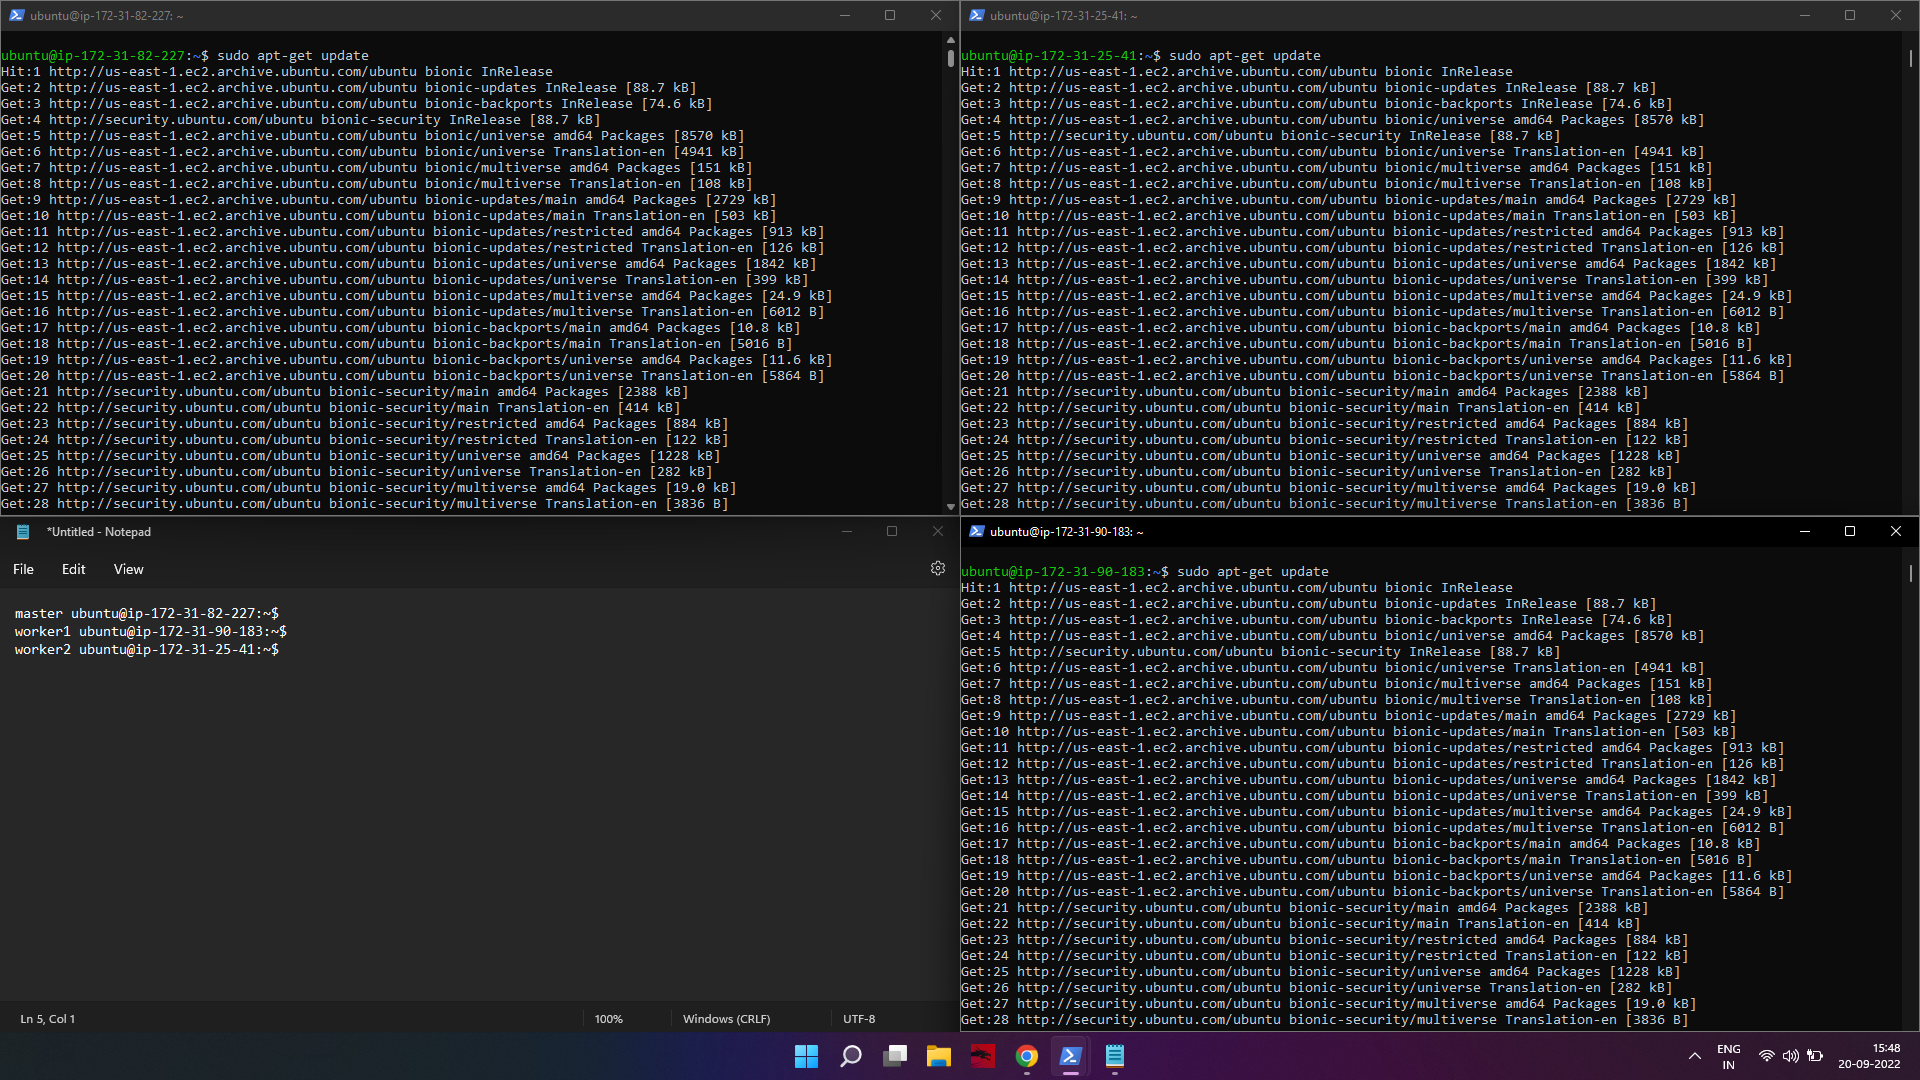 ubuntu@ip-172-31-82-227: ~
ubuntu@ip-172-31-82-227:~$ sudo apt-get update
Hit:1 http://us-east-1.ec2.archive.ubuntu.com/ubuntu bionic InRelease
Get:2 http://us-east-1.ec2.archive.ubuntu.com/ubuntu bionic-updates InRelease [88.7 kB]
Get:3 http://us-east-1.ec2.archive.ubuntu.com/ubuntu bionic-backports InRelease [74.6 kB]
Get:4 http://security.ubuntu.com/ubuntu bionic-security InRelease [88.7 kB]
Get:5 http://us-east-1.ec2.archive.ubuntu.com/ubuntu bionic/universe amd64 Packages [8570 kB]
Get:6 http://us-east-1.ec2.archive.ubuntu.com/ubuntu bionic/universe Translation-en [4941 kB]
Get:7 http://us-east-1.ec2.archive.ubuntu.com/ubuntu bionic/multiverse amd64 Packages [151 kB]
Get:8 http://us-east-1.ec2.archive.ubuntu.com/ubuntu bionic/multiverse Translation-en [108 kB]
Get:9 http://us-east-1.ec2.archive.ubuntu.com/ubuntu bionic-updates/main amd64 Packages [2729 kB]
Get:10 http://us-east-1.ec2.archive.ubuntu.com/ubuntu bionic-updates/main Translation-en [503 kB]
Get:11 http://us-east-1.ec2.archive.ubuntu.com/ubuntu bionic-updates/restricted amd64 Packages [913 kB]
Get:12 http://us-east-1.ec2.archive.ubuntu.com/ubuntu bionic-updates/restricted Translation-en [126 kB]
Get:13 http://us-east-1.ec2.archive.ubuntu.com/ubuntu bionic-updates/universe amd64 Packages [1842 kB]
Get:14 http://us-east-1.ec2.archive.ubuntu.com/ubuntu bionic-updates/universe Translation-en [399 kB]
Get:15 http://us-east-1.ec2.archive.ubuntu.com/ubuntu bionic-updates/multiverse amd64 Packages [24.9 kB]
Get:16 http://us-east-1.ec2.archive.ubuntu.com/ubuntu bionic-updates/multiverse Translation-en [6012 B]
Get:17 http://us-east-1.ec2.archive.ubuntu.com/ubuntu bionic-backports/main amd64 Packages [10.8 kB]
Get:18 http://us-east-1.ec2.archive.ubuntu.com/ubuntu bionic-backports/main Translation-en [5016 B]
Get:19 http://us-east-1.ec2.archive.ubuntu.com/ubuntu bionic-backports/universe amd64 Packages [11.6 kB]
Get:20 http://us-east-1.ec2.archive.ubuntu.com/ubuntu bionic-backports/universe Translation-en [5864 B]
Get:21 http://security.ubuntu.com/ubuntu bionic-security/main amd64 Packages [2388 kB]
Get:22 http://security.ubuntu.com/ubuntu bionic-security/main Translation-en [414 kB]
Get:23 http://security.ubuntu.com/ubuntu bionic-security/restricted amd64 Packages [884 kB]
Get:24 http://security.ubuntu.com/ubuntu bionic-security/restricted Translation-en [122 kB]
Get:25 http://security.ubuntu.com/ubuntu bionic-security/universe amd64 Packages [1228 kB]
Get:26 http://security.ubuntu.com/ubuntu bionic-security/universe Translation-en [282 kB]
Get:27 http://security.ubuntu.com/ubuntu bionic-security/multiverse amd64 Packages [19.0 kB]
Get:28 http://security.ubuntu.com/ubuntu bionic-security/multiverse Translation-en [3836 B]
ubuntu@ip-172-31-25-41: ~
ubuntu@ip-172-31-25-41:~$ sudo apt-get update
Hit:1 http://us-east-1.ec2.archive.ubuntu.com/ubuntu bionic InRelease
Get:2 http://us-east-1.ec2.archive.ubuntu.com/ubuntu bionic-updates InRelease [88.7 kB]
Get:3 http://us-east-1.ec2.archive.ubuntu.com/ubuntu bionic-backports InRelease [74.6 kB]
Get:4 http://us-east-1.ec2.archive.ubuntu.com/ubuntu bionic/universe amd64 Packages [8570 kB]
Get:5 http://security.ubuntu.com/ubuntu bionic-security InRelease [88.7 kB]
Get:6 http://us-east-1.ec2.archive.ubuntu.com/ubuntu bionic/universe Translation-en [4941 kB]
Get:7 http://us-east-1.ec2.archive.ubuntu.com/ubuntu bionic/multiverse amd64 Packages [151 kB]
Get:8 http://us-east-1.ec2.archive.ubuntu.com/ubuntu bionic/multiverse Translation-en [108 kB]
Get:9 http://us-east-1.ec2.archive.ubuntu.com/ubuntu bionic-updates/main amd64 Packages [2729 kB]
Get:10 http://us-east-1.ec2.archive.ubuntu.com/ubuntu bionic-updates/main Translation-en [503 kB]
Get:11 http://us-east-1.ec2.archive.ubuntu.com/ubuntu bionic-updates/restricted amd64 Packages [913 kB]
Get:12 http://us-east-1.ec2.archive.ubuntu.com/ubuntu bionic-updates/restricted Translation-en [126 kB]
Get:13 http://us-east-1.ec2.archive.ubuntu.com/ubuntu bionic-updates/universe amd64 Packages [1842 kB]
Get:14 http://us-east-1.ec2.archive.ubuntu.com/ubuntu bionic-updates/universe Translation-en [399 kB]
Get:15 http://us-east-1.ec2.archive.ubuntu.com/ubuntu bionic-updates/multiverse amd64 Packages [24.9 kB]
Get:16 http://us-east-1.ec2.archive.ubuntu.com/ubuntu bionic-updates/multiverse Translation-en [6012 B]
Get:17 http://us-east-1.ec2.archive.ubuntu.com/ubuntu bionic-backports/main amd64 Packages [10.8 kB]
Get:18 http://us-east-1.ec2.archive.ubuntu.com/ubuntu bionic-backports/main Translation-en [5016 B]
Get:19 http://us-east-1.ec2.archive.ubuntu.com/ubuntu bionic-backports/universe amd64 Packages [11.6 kB]
Get:20 http://us-east-1.ec2.archive.ubuntu.com/ubuntu bionic-backports/universe Translation-en [5864 B]
Get:21 http://security.ubuntu.com/ubuntu bionic-security/main amd64 Packages [2388 kB]
Get:22 http://security.ubuntu.com/ubuntu bionic-security/main Translation-en [414 kB]
Get:23 http://security.ubuntu.com/ubuntu bionic-security/restricted amd64 Packages [884 kB]
Get:24 http://security.ubuntu.com/ubuntu bionic-security/restricted Translation-en [122 kB]
Get:25 http://security.ubuntu.com/ubuntu bionic-security/universe amd64 Packages [1228 kB]
Get:26 http://security.ubuntu.com/ubuntu bionic-security/universe Translation-en [282 kB]
Get:27 http://security.ubuntu.com/ubuntu bionic-security/multiverse amd64 Packages [19.0 kB]
Get:28 http://security.ubuntu.com/ubuntu bionic-security/multiverse Translation-en [3836 B]
*Untitled - Notepad
File Edit View
master ubuntu@ip-172-31-82-227:~$
worker1 ubuntu@ip-172-31-90-183:~$
worker2 ubuntu@ip-172-31-25-41:~$
Ln 5, Col 1 100% Windows (CRLF) UTF-8
ubuntu@ip-172-31-90-183: ~
ubuntu@ip-172-31-90-183:~$ sudo apt-get update
Hit:1 http://us-east-1.ec2.archive.ubuntu.com/ubuntu bionic InRelease
Get:2 http://us-east-1.ec2.archive.ubuntu.com/ubuntu bionic-updates InRelease [88.7 kB]
Get:3 http://us-east-1.ec2.archive.ubuntu.com/ubuntu bionic-backports InRelease [74.6 kB]
Get:4 http://us-east-1.ec2.archive.ubuntu.com/ubuntu bionic/universe amd64 Packages [8570 kB]
Get:5 http://security.ubuntu.com/ubuntu bionic-security InRelease [88.7 kB]
Get:6 http://us-east-1.ec2.archive.ubuntu.com/ubuntu bionic/universe Translation-en [4941 kB]
Get:7 http://us-east-1.ec2.archive.ubuntu.com/ubuntu bionic/multiverse amd64 Packages [151 kB]
Get:8 http://us-east-1.ec2.archive.ubuntu.com/ubuntu bionic/multiverse Translation-en [108 kB]
Get:9 http://us-east-1.ec2.archive.ubuntu.com/ubuntu bionic-updates/main amd64 Packages [2729 kB]
Get:10 http://us-east-1.ec2.archive.ubuntu.com/ubuntu bionic-updates/main Translation-en [503 kB]
Get:11 http://us-east-1.ec2.archive.ubuntu.com/ubuntu bionic-updates/restricted amd64 Packages [913 kB]
Get:12 http://us-east-1.ec2.archive.ubuntu.com/ubuntu bionic-updates/restricted Translation-en [126 kB]
Get:13 http://us-east-1.ec2.archive.ubuntu.com/ubuntu bionic-updates/universe amd64 Packages [1842 kB]
Get:14 http://us-east-1.ec2.archive.ubuntu.com/ubuntu bionic-updates/universe Translation-en [399 kB]
Get:15 http://us-east-1.ec2.archive.ubuntu.com/ubuntu bionic-updates/multiverse amd64 Packages [24.9 kB]
Get:16 http://us-east-1.ec2.archive.ubuntu.com/ubuntu bionic-updates/multiverse Translation-en [6012 B]
Get:17 http://us-east-1.ec2.archive.ubuntu.com/ubuntu bionic-backports/main amd64 Packages [10.8 kB]
Get:18 http://us-east-1.ec2.archive.ubuntu.com/ubuntu bionic-backports/main Translation-en [5016 B]
Get:19 http://us-east-1.ec2.archive.ubuntu.com/ubuntu bionic-backports/universe amd64 Packages [11.6 kB]
Get:20 http://us-east-1.ec2.archive.ubuntu.com/ubuntu bionic-backports/universe Translation-en [5864 B]
Get:21 http://security.ubuntu.com/ubuntu bionic-security/main amd64 Packages [2388 kB]
Get:22 http://security.ubuntu.com/ubuntu bionic-security/main Translation-en [414 kB]
Get:23 http://security.ubuntu.com/ubuntu bionic-security/restricted amd64 Packages [884 kB]
Get:24 http://security.ubuntu.com/ubuntu bionic-security/restricted Translation-en [122 kB]
Get:25 http://security.ubuntu.com/ubuntu bionic-security/universe amd64 Packages [1228 kB]
Get:26 http://security.ubuntu.com/ubuntu bionic-security/universe Translation-en [282 kB]
Get:27 http://security.ubuntu.com/ubuntu bionic-security/multiverse amd64 Packages [19.0 kB]
Get:28 http://security.ubuntu.com/ubuntu bionic-security/multiverse Translation-en [3836 B]
ENG
IN
15:48
20-09-2022